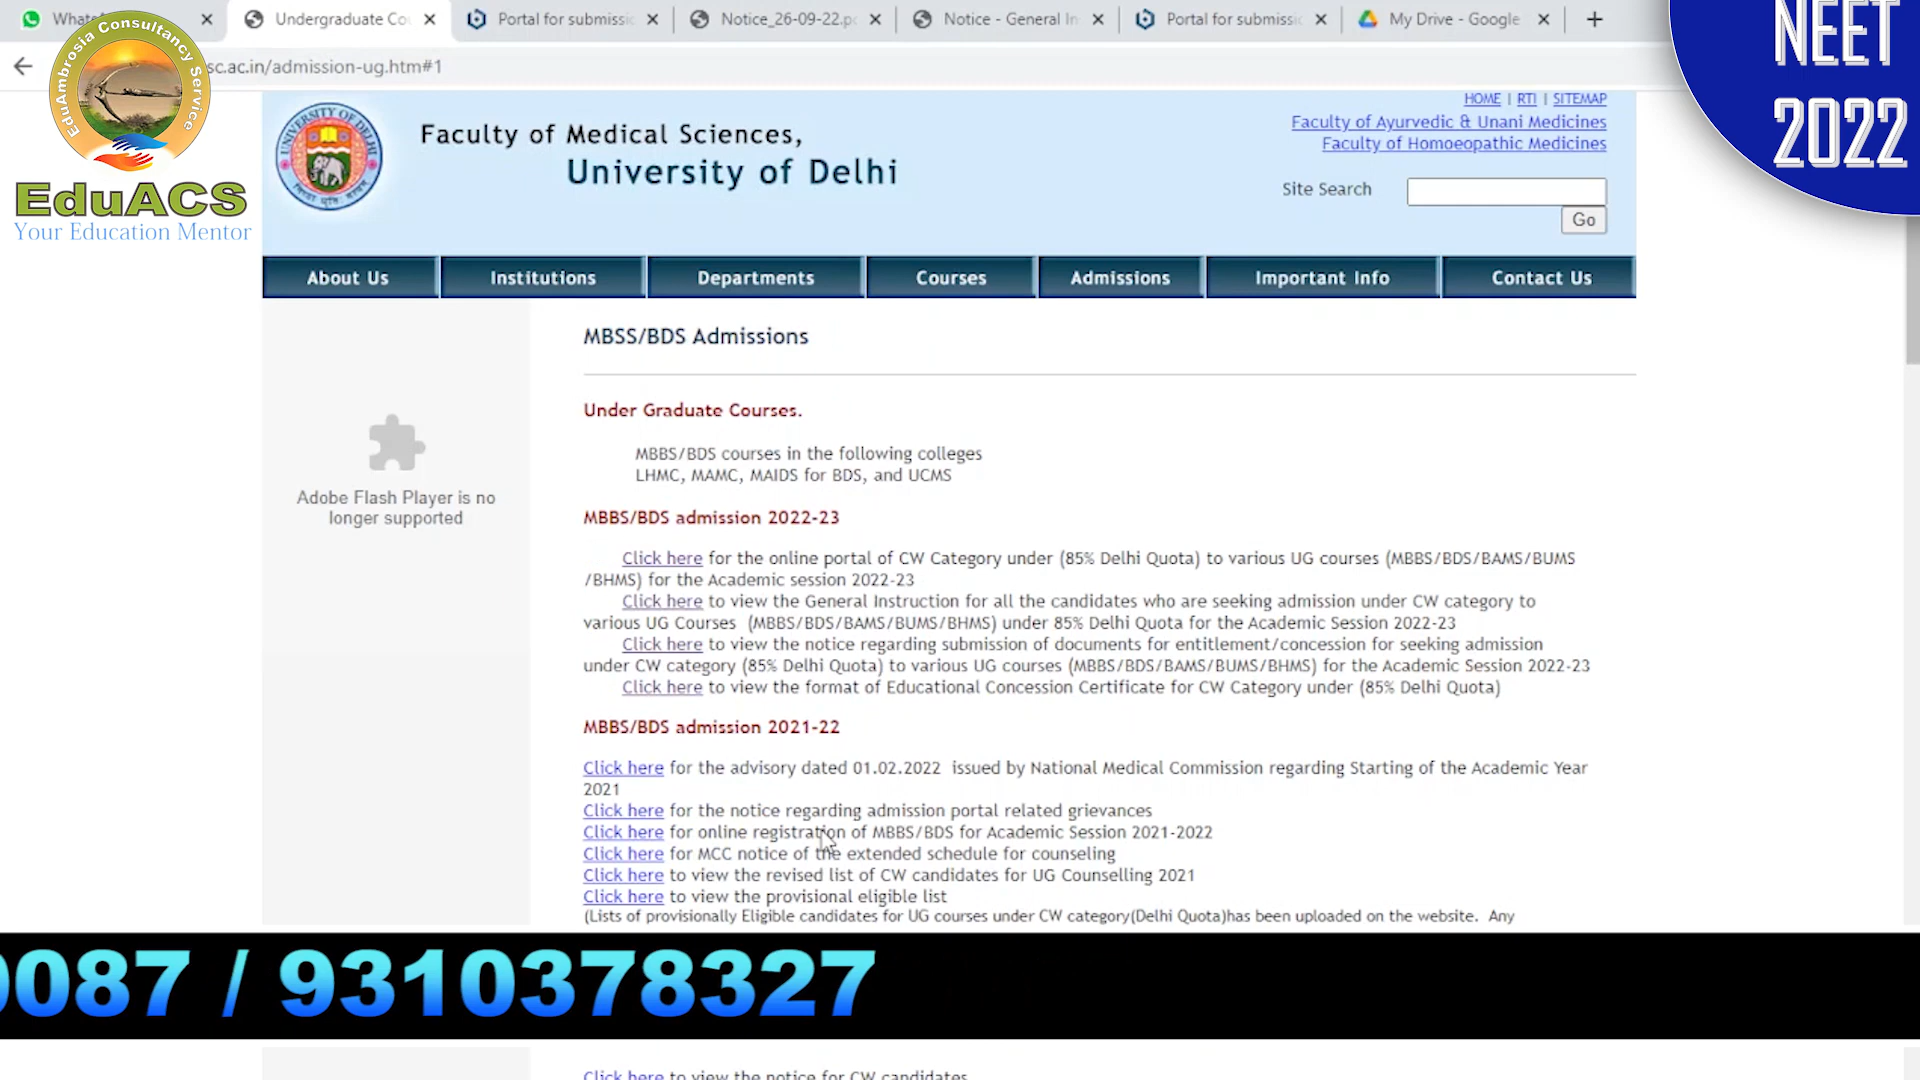 Whats
Undergraduate Co
Portal for submissi
Notice_26-09-22.p
Notice - General In
Portal for submissi
My Drive - Google
sc.ac.in/admission-ug.htm#1
EduAmbrosia Consultancy Service
EduACS
Your Education Mentor
NEET
2022
UNIVERSITY OF DELHI
Faculty of Medical Sciences,
University of Delhi
HOME | RTI | SITEMAP
Faculty of Ayurvedic & Unani Medicines
Faculty of Homoeopathic Medicines
Site Search
Go
About Us Institutions Departments Courses Admissions Important Info Contact Us
Adobe Flash Player is no
longer supported
MBSS/BDS Admissions
Under Graduate Courses.
MBBS/BDS courses in the following colleges
LHMC, MAMC, MAIDS for BDS, and UCMS
MBBS/BDS admission 2022-23
Click here for the online portal of CW Category under (85% Delhi Quota) to various UG courses (MBBS/BDS/BAMS/BUMS
/BHMS) for the Academic session 2022-23
Click here to view the General Instruction for all the candidates who are seeking admission under CW category to
various UG Courses (MBBS/BDS/BAMS/BUMS/BHMS) under 85% Delhi Quota for the Academic Session 2022-23
Click here to view the notice regarding submission of documents for entitlement/concession for seeking admission
under CW category (85% Delhi Quota) to various UG courses (MBBS/BDS/BAMS/BUMS/BHMS) for the Academic Session 2022-23
Click here to view the format of Educational Concession Certificate for CW Category under (85% Delhi Quota)
MBBS/BDS admission 2021-22
Click here for the advisory dated 01.02.2022 issued by National Medical Commission regarding Starting of the Academic Year
2021
Click here for the notice regarding admission portal related grievances
Click here for online registration of MBBS/BDS for Academic Session 2021-2022
Click here for MCC notice of the extended schedule for counseling
Click here to view the revised list of CW candidates for UG Counselling 2021
Click here to view the provisional eligible list
(Lists of provisionally Eligible candidates for UG courses under CW category(Delhi Quota)has been uploaded on the website. Any
0087 / 9310378327
Click here to view the notice for CW candidates